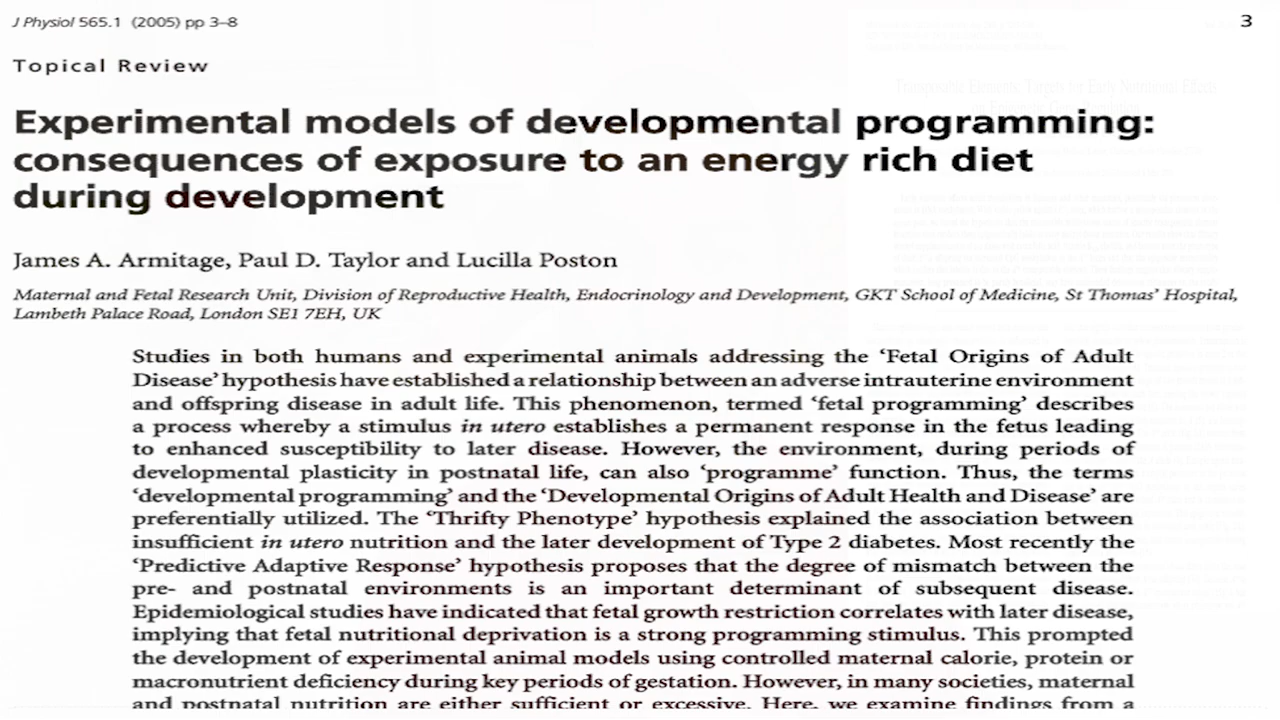 J Physiol 565.1 (2005) pp 3–8
3
Topical Review
Experimental models of developmental programming:
consequences of exposure to an energy rich diet
during development
James A. Armitage, Paul D. Taylor and Lucilla Poston
Maternal and Fetal Research Unit, Division of Reproductive Health, Endocrinology and Development, GKT School of Medicine, St Thomas' Hospital,
Lambeth Palace Road, London SE1 7EH, UK
Studies in both humans and experimental animals addressing the ‘Fetal Origins of Adult
Disease’ hypothesis have established a relationship between an adverse intrauterine environment
and offspring disease in adult life. This phenomenon, termed ‘fetal programming’ describes
a process whereby a stimulus in utero establishes a permanent response in the fetus leading
to enhanced susceptibility to later disease. However, the environment, during periods of
developmental plasticity in postnatal life, can also ‘programme’ function. Thus, the terms
‘developmental programming’ and the ‘Developmental Origins of Adult Health and Disease’ are
preferentially utilized. The ‘Thrifty Phenotype’ hypothesis explained the association between
insufficient in utero nutrition and the later development of Type 2 diabetes. Most recently the
‘Predictive Adaptive Response’ hypothesis proposes that the degree of mismatch between the
pre- and postnatal environments is an important determinant of subsequent disease.
Epidemiological studies have indicated that fetal growth restriction correlates with later disease,
implying that fetal nutritional deprivation is a strong programming stimulus. This prompted
the development of experimental animal models using controlled maternal calorie, protein or
macronutrient deficiency during key periods of gestation. However, in many societies, maternal
and postnatal nutrition are either sufficient or excessive. Here, we examine findings from a
Transposable Elements: Targets for Early Nutritional Effects
on Epigenetic Gene Regulation